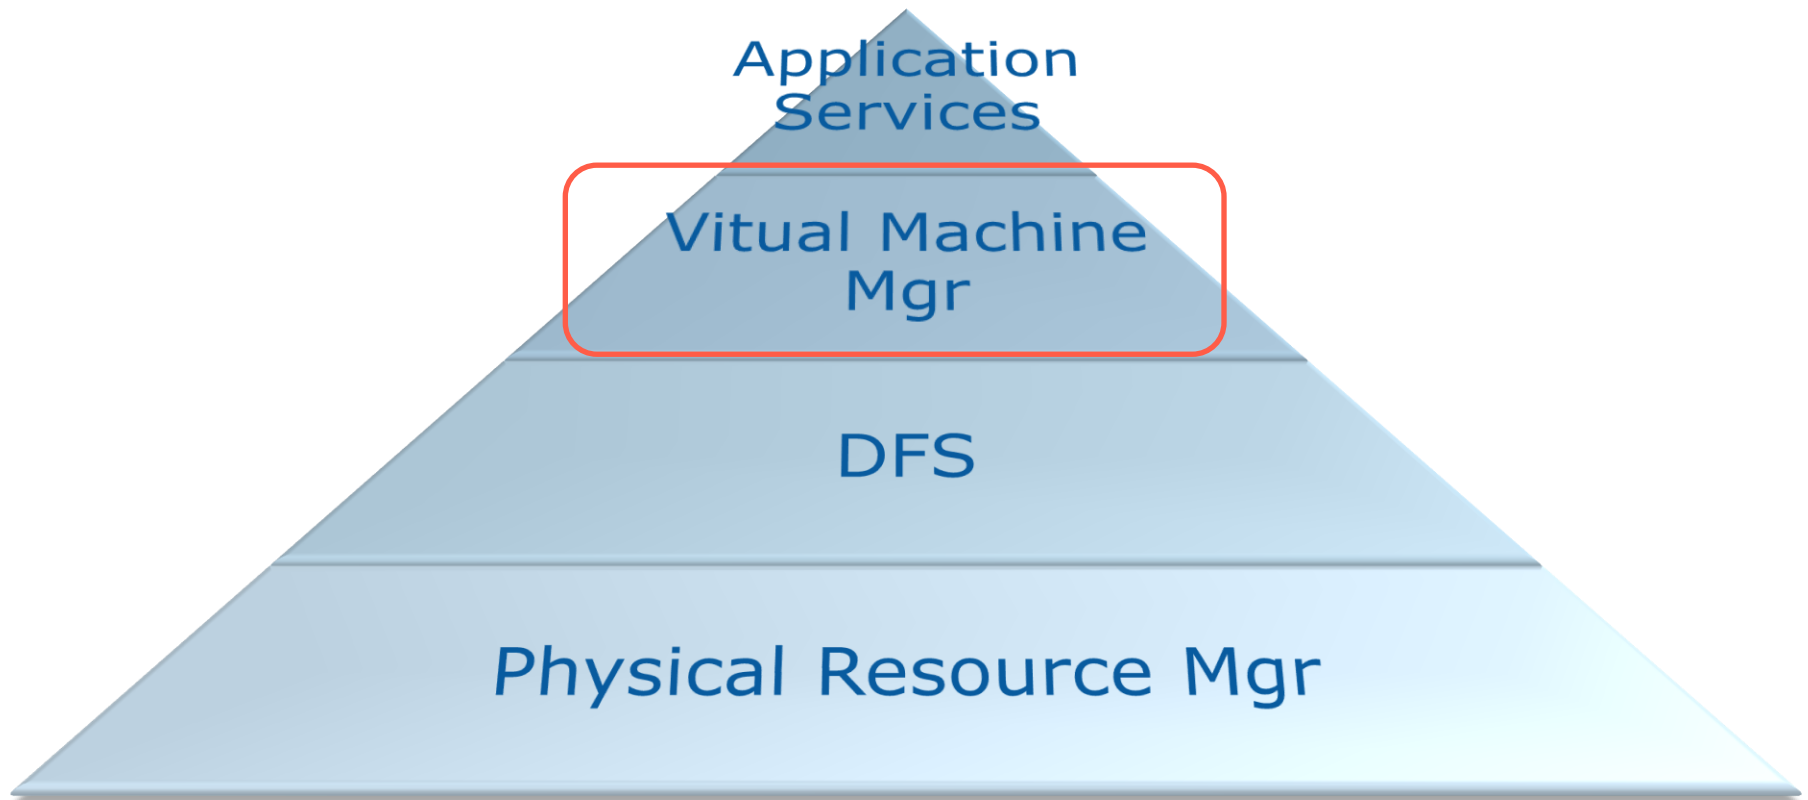 Application
Services
Vitual Machine
Mgr
DFS
Physical Resource Mgr